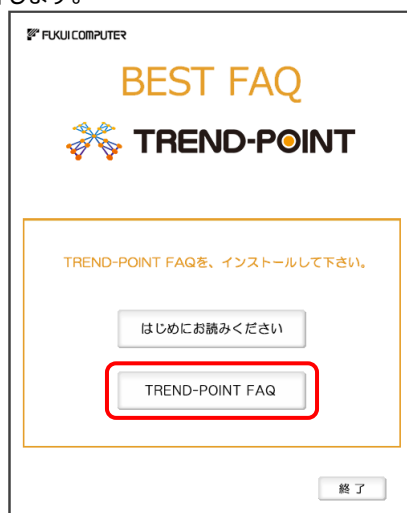 します。
FUKUI COMPUTER
BEST FAQ
TREND-POINT
TREND-POINT FAQを、インストールして下さい。
はじめにお読みください
TREND-POINT FAQ
終了